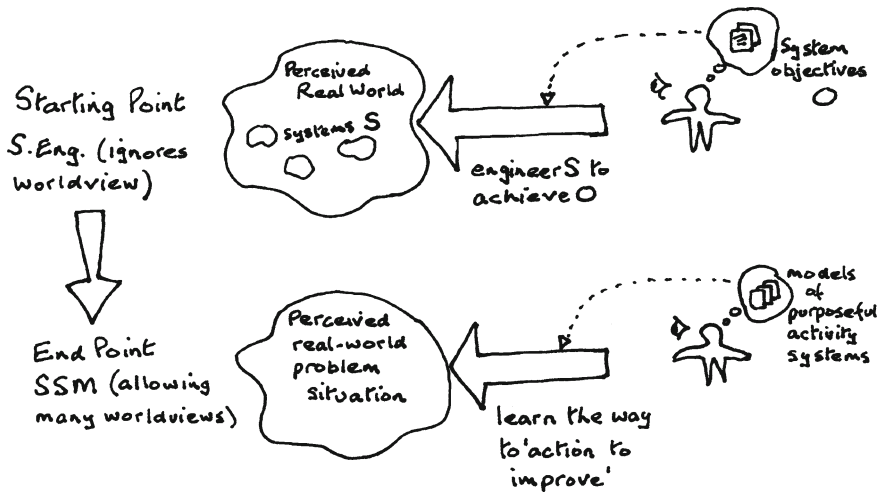 Starting Point
S.Eng. (ignores
worldview)
Perceived
Real World
systems S
engineer S to
achieve O
System
objectives
O
End Point
SSM (allowing
many worldviews)
Perceived
real-world
problem
situation
learn the way
to 'action to
improve'
models
of
purposeful
activity
systems